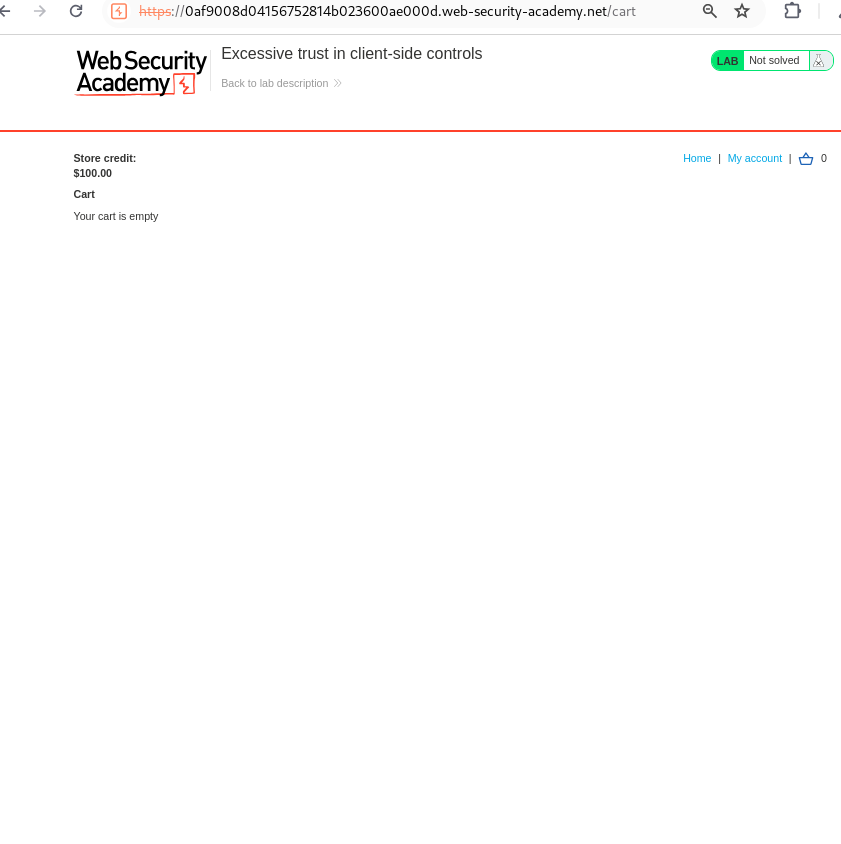 https://0af9008d04156752814b023600ae000d.web-security-academy.net/cart
Web Security
Academy
Excessive trust in client-side controls
Back to lab description
LAB Not solved
Store credit:
$100.00
Home | My account | 0
Cart
Your cart is empty